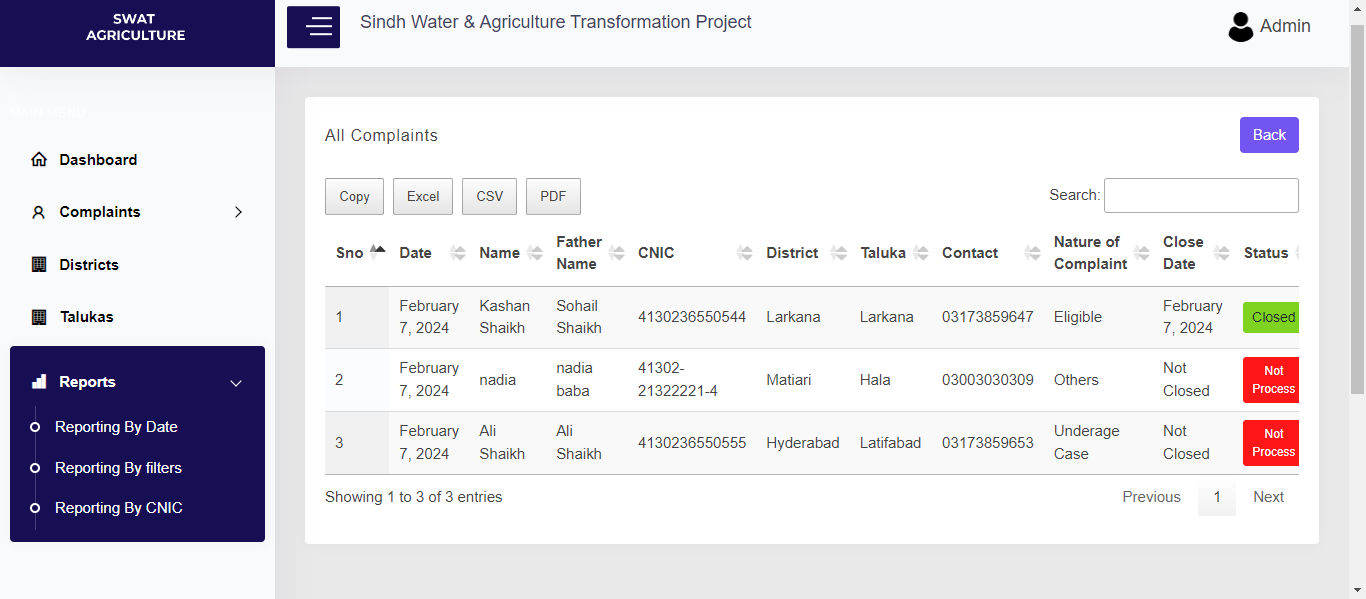 SWAT
AGRICULTURE
Sindh Water & Agriculture Transformation Project
Admin
Dashboard
Complaints
Districts
Talukas
Reports
Reporting By Date
Reporting By filters
Reporting By CNIC
All Complaints
Back
Copy Excel CSV PDF
Search:
Sno Date Name Father Name CNIC District Taluka Contact Nature of Complaint Close Date Status
1 February 7, 2024 Kashan Shaikh Sohail Shaikh 4130236550544 Larkana Larkana 03173859647 Eligible February 7, 2024 Closed
2 February 7, 2024 nadia nadia baba 41302-21322221-4 Matiari Hala 03003030309 Others Not Closed Not Process
3 February 7, 2024 Ali Shaikh Ali Shaikh 4130236550555 Hyderabad Latifabad 03173859653 Underage Case Not Closed Not Process
Showing 1 to 3 of 3 entries
Previous 1 Next